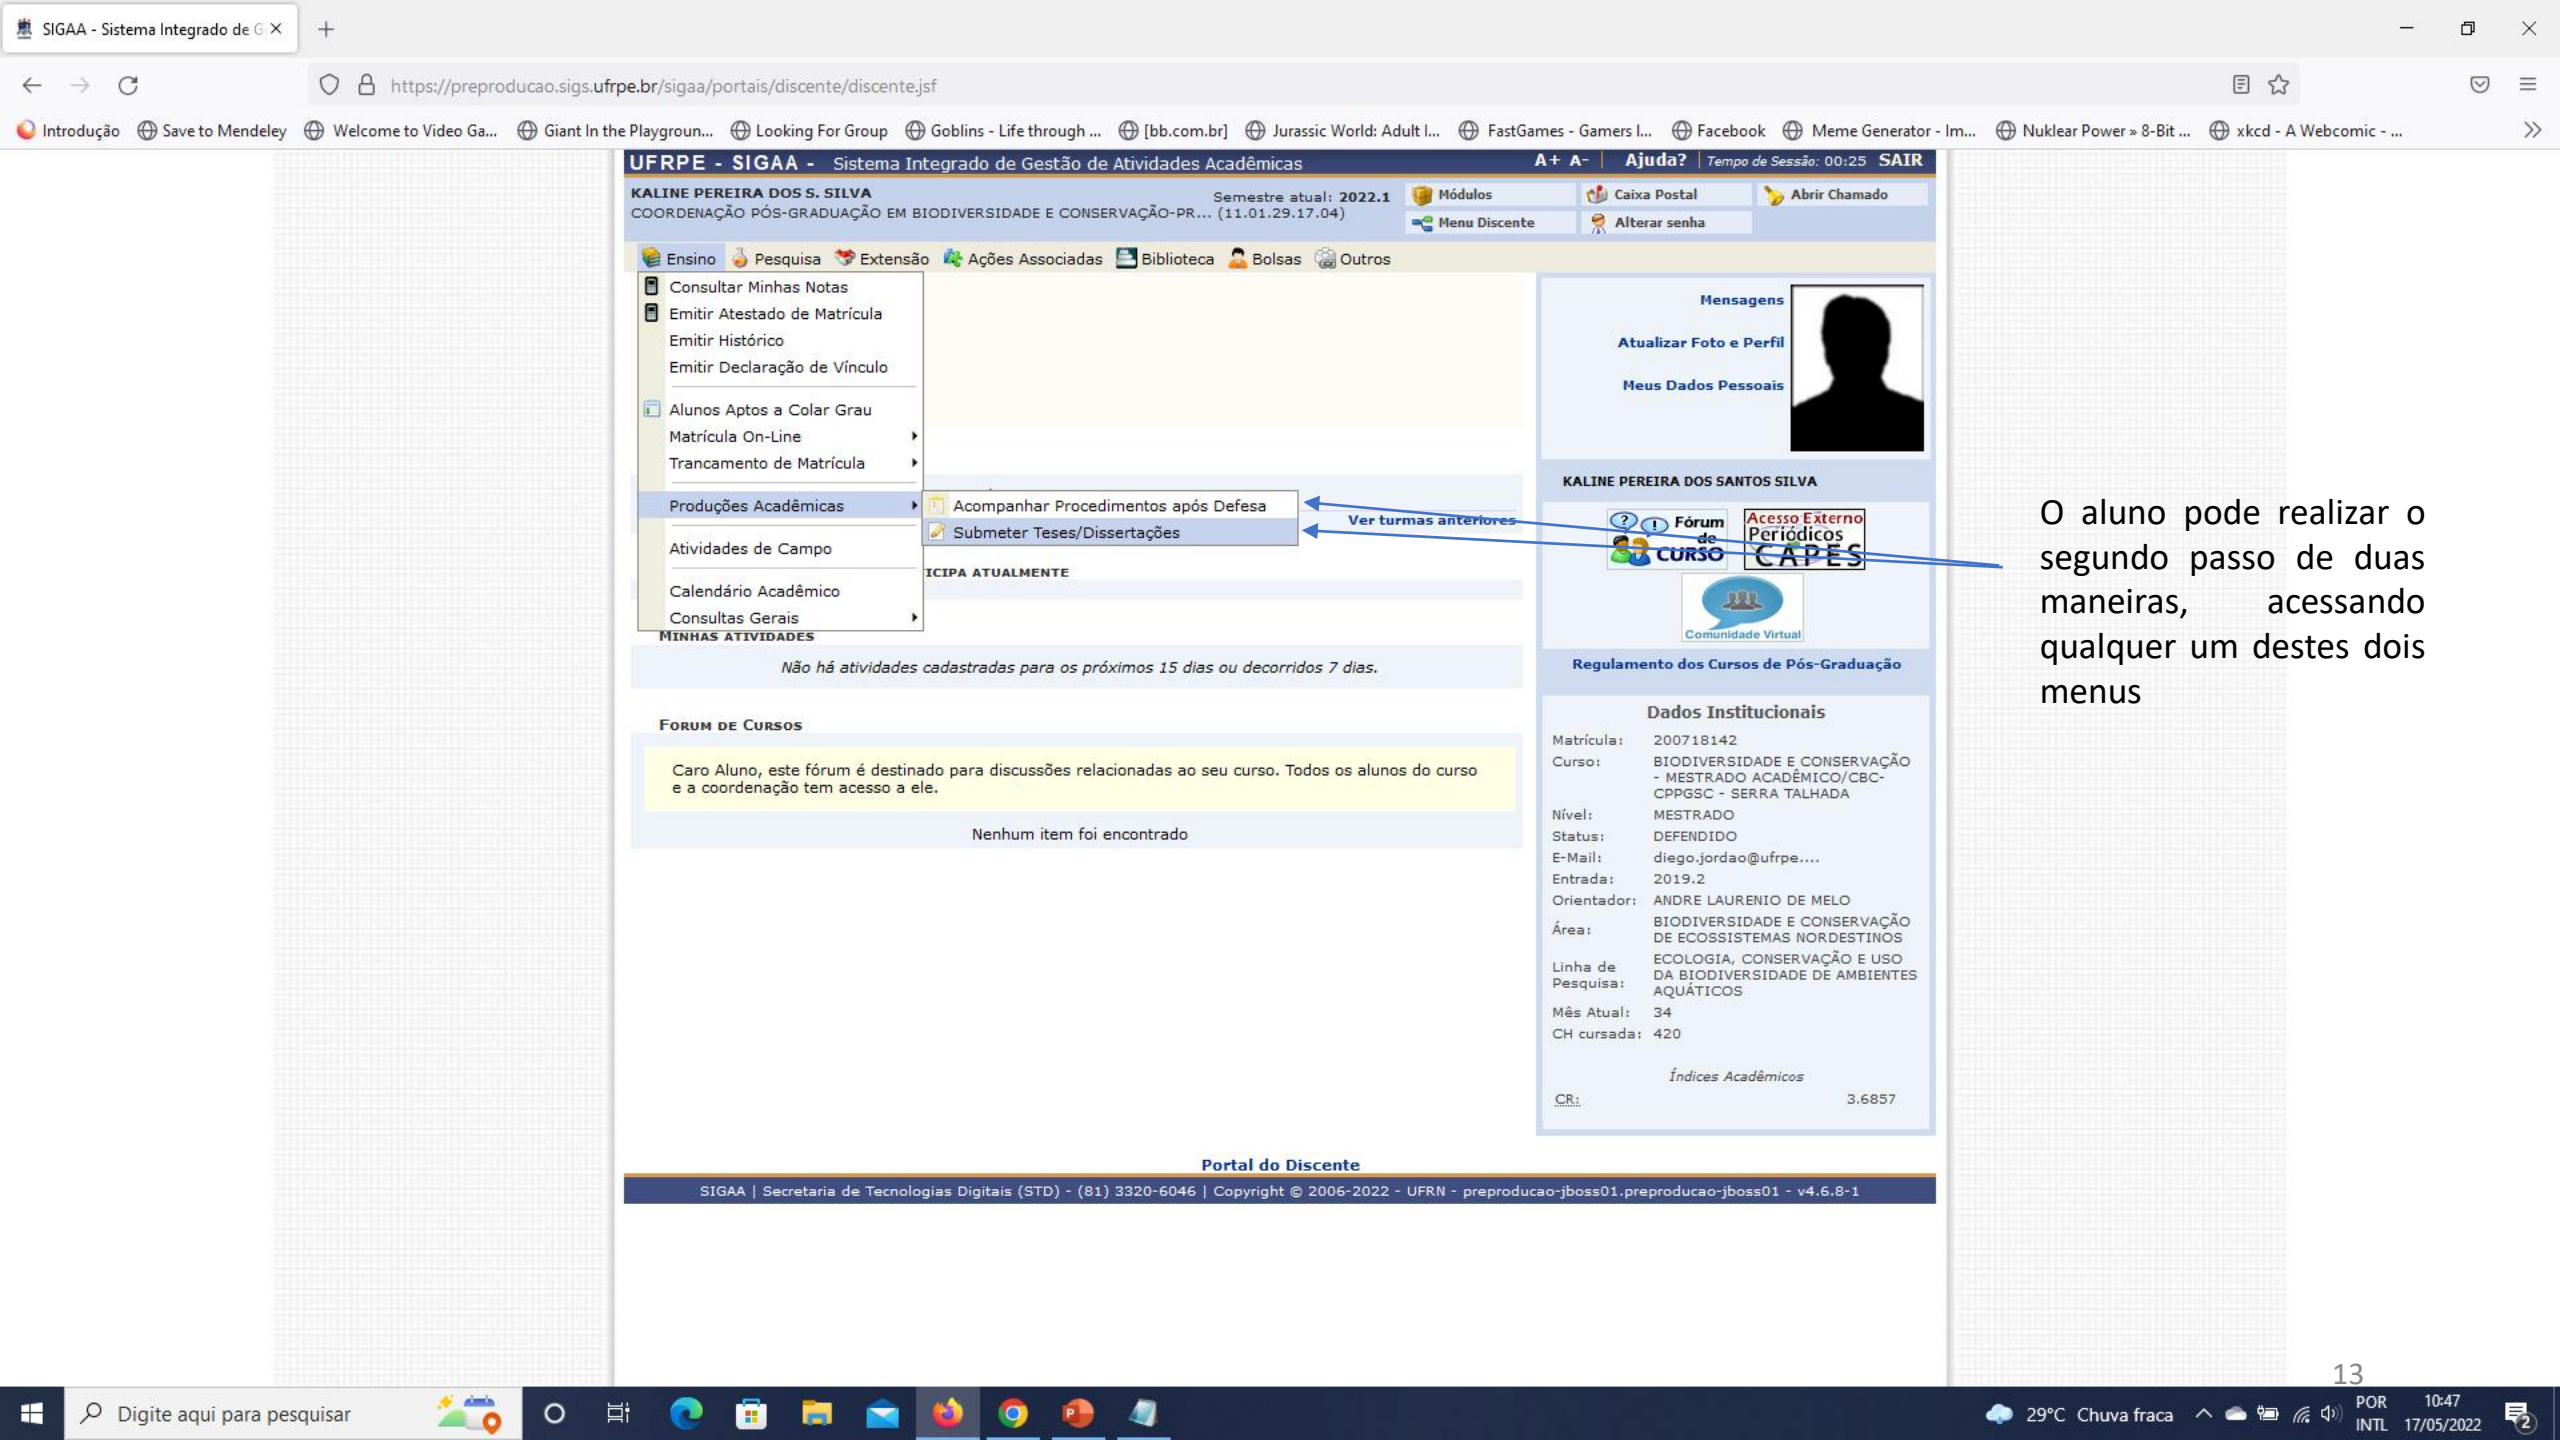 SIGAA - Sistema Integrado de G
https://preproducao.sigs.ufrpe.br/sigaa/portais/discente/discente.jsf
Introdução Save to Mendeley Welcome to Video Ga... Giant In the Playgroun... Looking For Group Goblins - Life through ... [bb.com.br] Jurassic World: Adult I... FastGames - Gamers I... Facebook Meme Generator - Im... Nuklear Power » 8-Bit ... xkcd - A Webcomic - ...
UFRPE - SIGAA - Sistema Integrado de Gestão de Atividades Acadêmicas A+ A- | Ajuda? | Tempo de Sessão: 00:25 SAIR
KALINE PEREIRA DOS S. SILVA Semestre atual: 2022.1 Módulos Caixa Postal Abrir Chamado
COORDENAÇÃO PÓS-GRADUAÇÃO EM BIODIVERSIDADE E CONSERVAÇÃO-PR... (11.01.29.17.04)
Menu Discente Alterar senha
Ensino Pesquisa Extensão Ações Associadas Biblioteca Bolsas Outros
Consultar Minhas Notas
Emitir Atestado de Matrícula
Emitir Histórico
Emitir Declaração de Vínculo
Alunos Aptos a Colar Grau
Matrícula On-Line
Trancamento de Matrícula
Produções Acadêmicas
Acompanhar Procedimentos após Defesa
Submeter Teses/Dissertações
Ver turmas anteriores
Atividades de Campo
ICIPA ATUALMENTE
Calendário Acadêmico
Consultas Gerais
MINHAS ATIVIDADES
Não há atividades cadastradas para os próximos 15 dias ou decorridos 7 dias.
FORUM DE CURSOS
Caro Aluno, este fórum é destinado para discussões relacionadas ao seu curso. Todos os alunos do curso
e a coordenação tem acesso a ele.
Nenhum item foi encontrado
Mensagens
Atualizar Foto e Perfil
Meus Dados Pessoais
KALINE PEREIRA DOS SANTOS SILVA
Fórum
de
CURSO
Acesso Externo
Periódicos
CAPES
Comunidade Virtual
Regulamento dos Cursos de Pós-Graduação
Dados Institucionais
Matrícula: 200718142
Curso: BIODIVERSIDADE E CONSERVAÇÃO
- MESTRADO ACADÊMICO/CBC-
CPPGSC - SERRA TALHADA
Nível: MESTRADO
Status: DEFENDIDO
E-Mail: diego.jordao@ufrpe....
Entrada: 2019.2
Orientador: ANDRE LAURENIO DE MELO
Área: BIODIVERSIDADE E CONSERVAÇÃO
DE ECOSSISTEMAS NORDESTINOS
Linha de Pesquisa: ECOLOGIA, CONSERVAÇÃO E USO
DA BIODIVERSIDADE DE AMBIENTES
AQUÁTICOS
Mês Atual: 34
CH cursada: 420
Índices Acadêmicos
CR: 3.6857
O aluno pode realizar o
segundo passo de duas
maneiras, acessando
qualquer um destes dois
menus
Portal do Discente
SIGAA | Secretaria de Tecnologias Digitais (STD) - (81) 3320-6046 | Copyright © 2006-2022 - UFRN - preproducao-jboss01.preproducao-jboss01 - v4.6.8-1
13
Digite aqui para pesquisar
29°C Chuva fraca
POR
INTL
10:47
17/05/2022
2